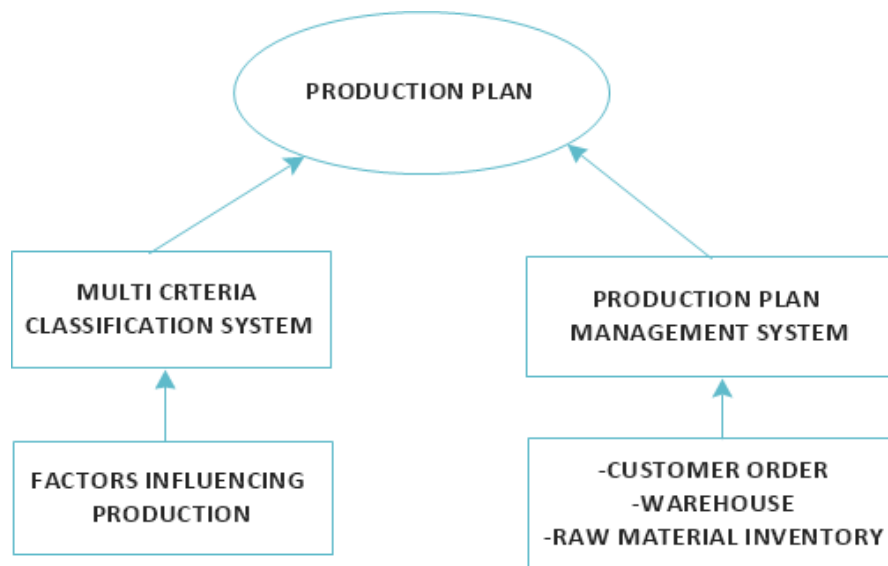 PRODUCTION PLAN
MULTI CRTERIA
CLASSIFICATION SYSTEM
PRODUCTION PLAN
MANAGEMENT SYSTEM
FACTORS INFLUENCING
PRODUCTION
-CUSTOMER ORDER
-WAREHOUSE
-RAW MATERIAL INVENTORY